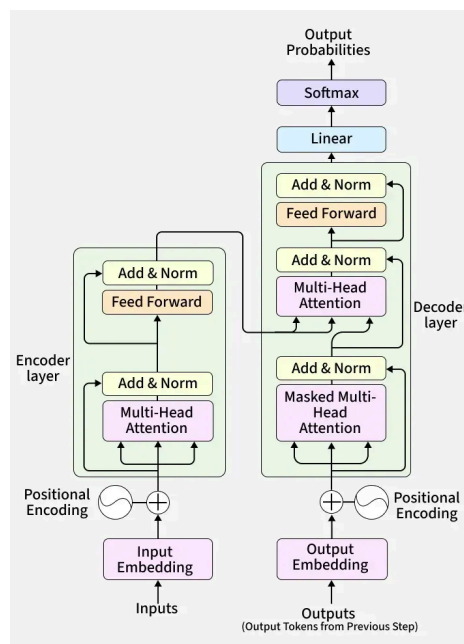 Output
Probabilities
Softmax
Linear
Add & Norm
Feed Forward
Add & Norm
Multi-Head
Attention
Decoder
layer
Add & Norm
Masked Multi-
Head
Attention
Add & Norm
Feed Forward
Encoder
layer
Add & Norm
Multi-Head
Attention
Positional
Encoding
Positional
Encoding
Input
Embedding
Output
Embedding
Inputs
Outputs
(Output Tokens from Previous Step)